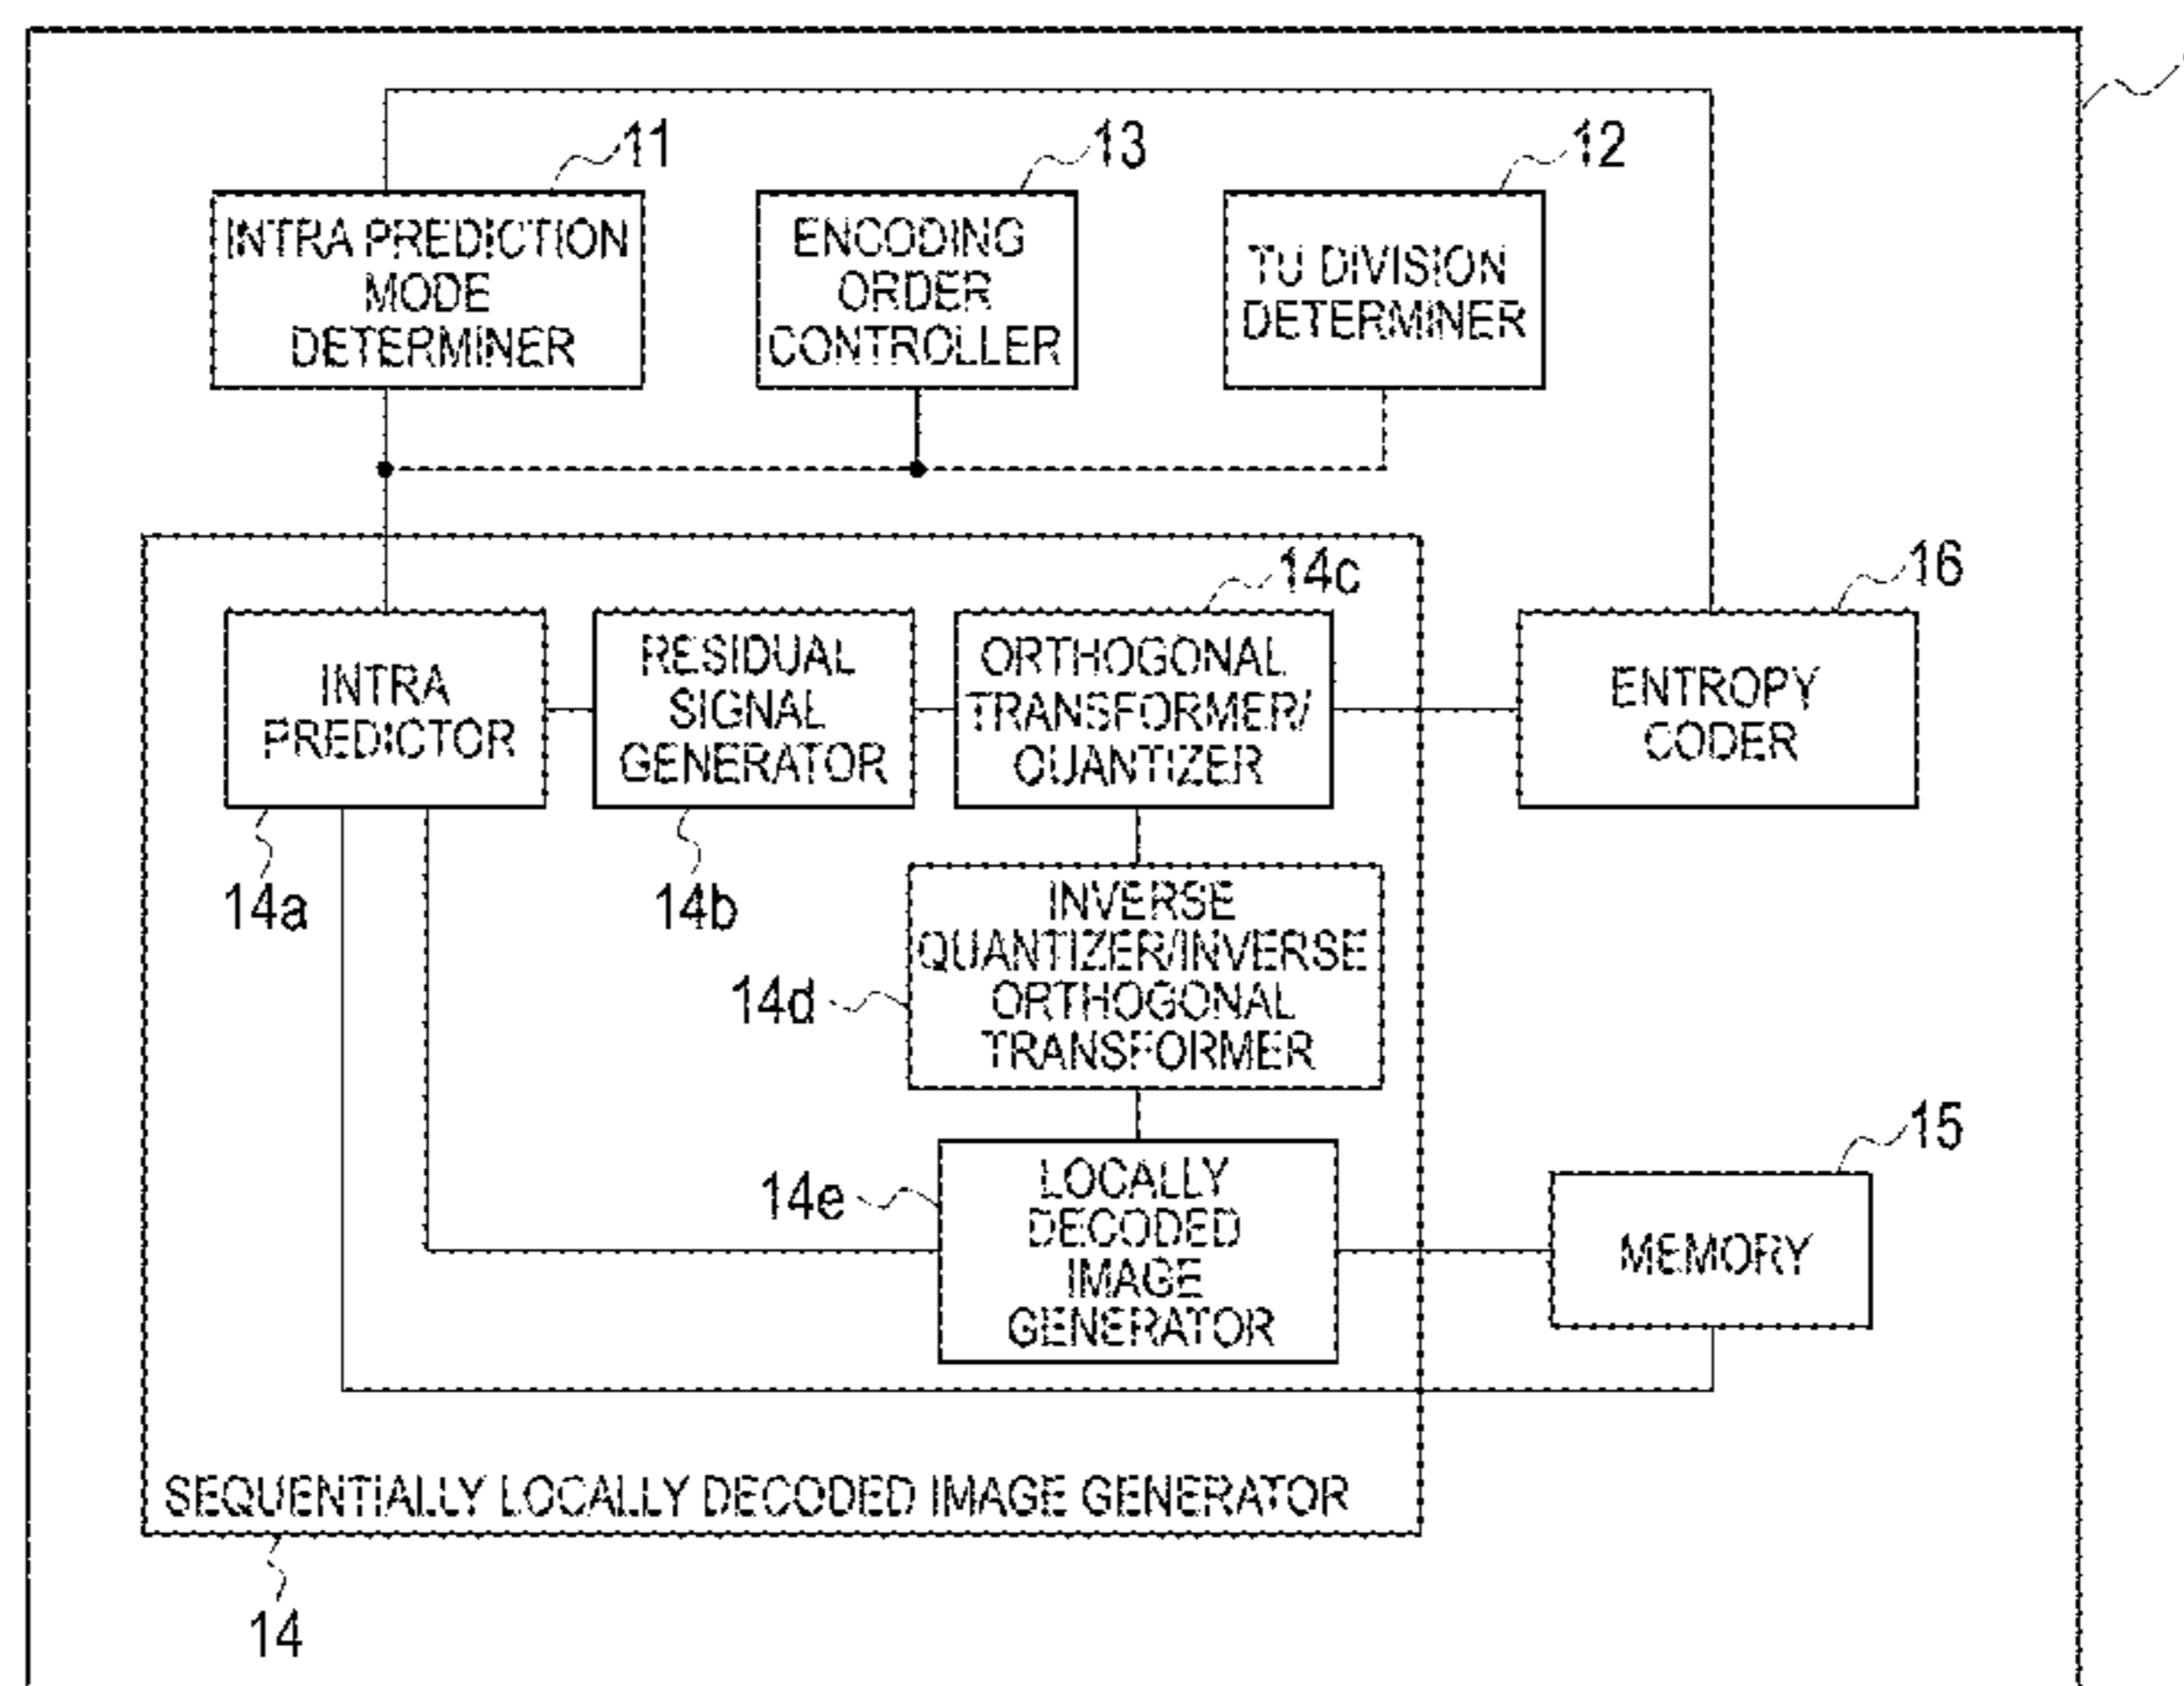 11
13
12
INTRA PREDICTION
MODE
DETERMINER
ENCODING
ORDER
CONTROLLER
TU DIVISION
DETERMINER
14c
16
INTRA
PREDICTOR
RESIDUAL
SIGNAL
GENERATOR
ORTHOGONAL
TRANSFORMER/
QUANTIZER
ENTROPY
CODER
14a
14b
INVERSE
QUANTIZER/INVERSE
ORTHOGONAL
TRANSFORMER
14d
15
14e
LOCALLY
DECODED
IMAGE
GENERATOR
MEMORY
SEQUENTIALLY LOCALLY DECODED IMAGE GENERATOR
14